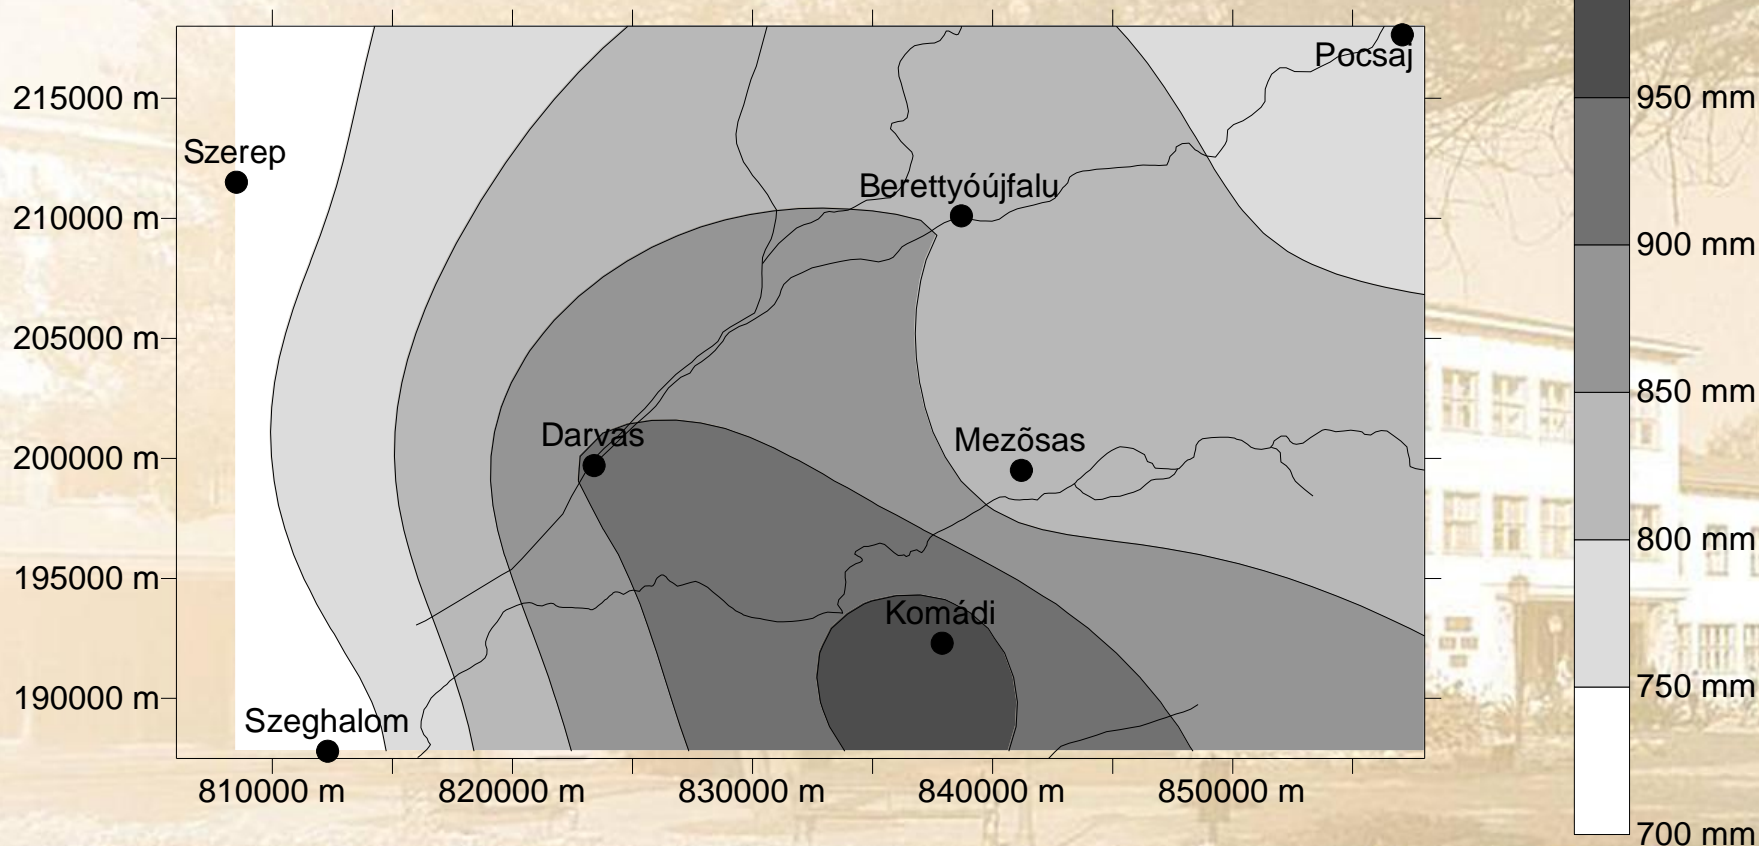 Pocsaj
215000 m
950 mm
Szerep
Berettyóújfalu
210000 m
900 mm
205000 m
850 mm
Darvas
Mezõsas
200000 m
800 mm
195000 m
Komádi
750 mm
190000 m
Szeghalom
810000 m 820000 m 830000 m 840000 m 850000 m
700 mm